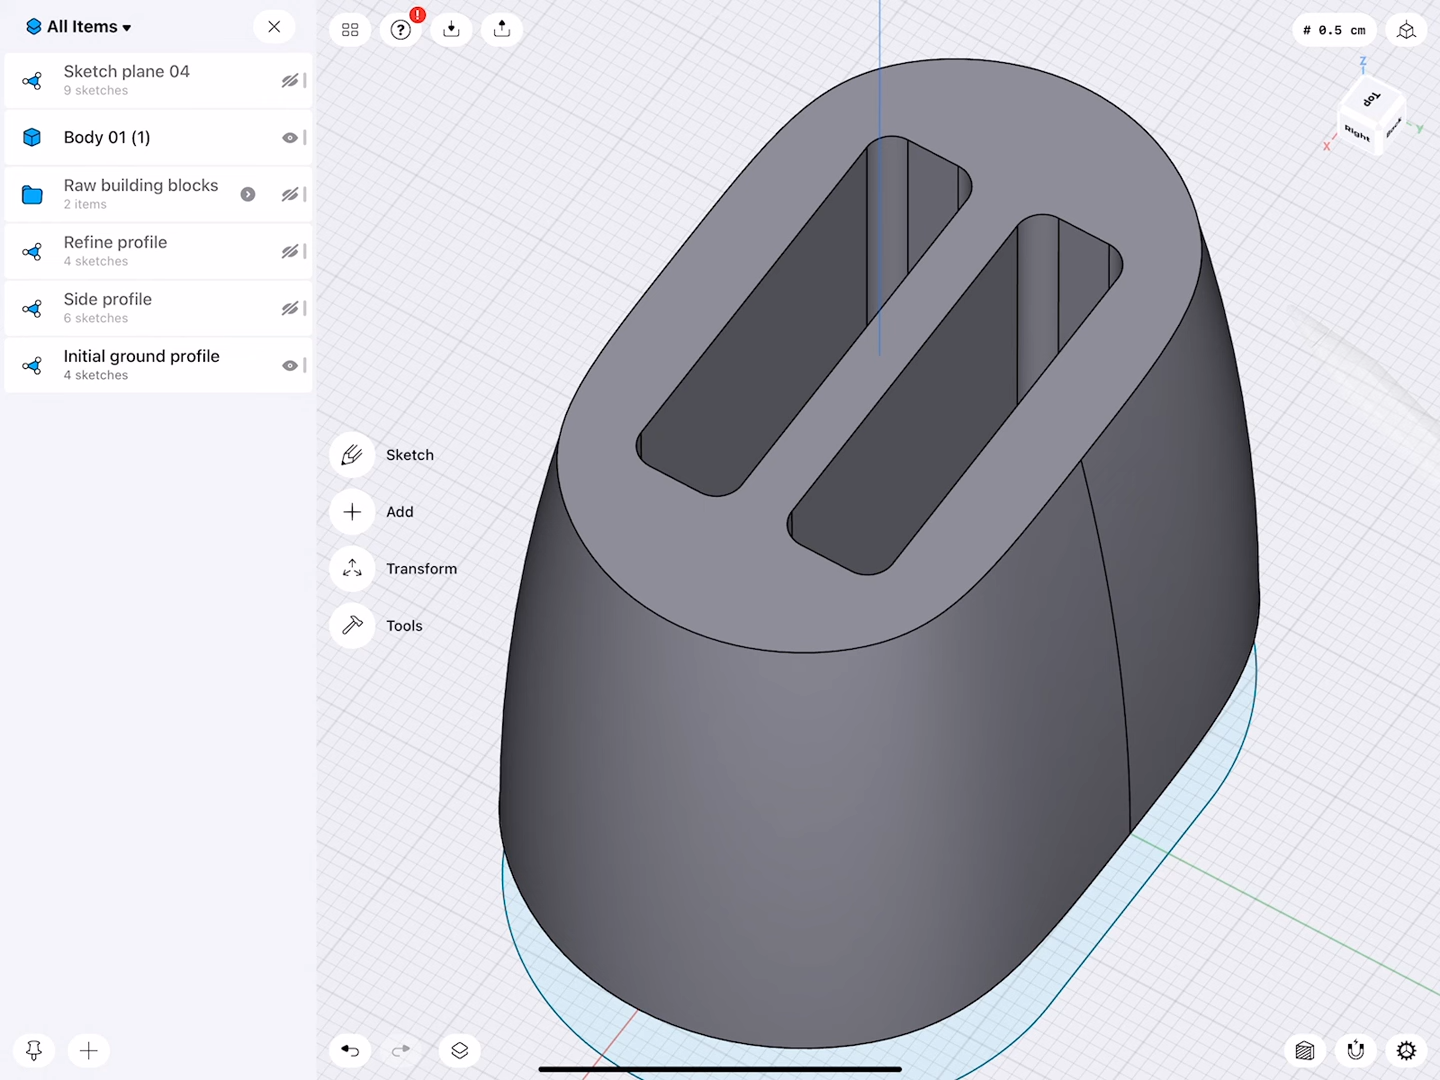 All Items
Sketch plane 04
9 sketches
Body 01 (1)
Raw building blocks
2 items
Refine profile
4 sketches
Side profile
6 sketches
Initial ground profile
4 sketches
?
!
# 0.5 cm
Z
Top
Right
Back
X
Y
Sketch
Add
Transform
Tools